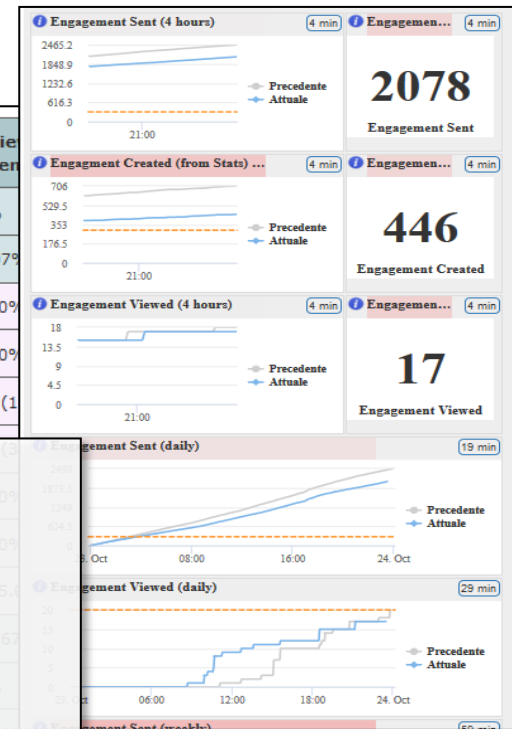 Engagement Sent (4 hours)
4 min
2465.2
1848.9
1232.6
616.3
0
21:00
Precedente
Attuale
Engagemen...
4 min
2078
Engagement Sent
Engagment Created (from Stats) ...
4 min
706
529.5
353
176.5
0
21:00
Precedente
Attuale
Engagemen...
4 min
446
Engagement Created
Engagement Viewed (4 hours)
4 min
18
13.5
9
4.5
0
21:00
Precedente
Attuale
Engagemen...
4 min
17
Engagement Viewed
gement Sent (daily)
19 min
0
. Oct
08:00
16:00
24. Oct
Precedente
Attuale
gement Viewed (daily)
29 min
20
15
10
5
0
06:00
12:00
18:00
24. Oct
Precedente
Attuale